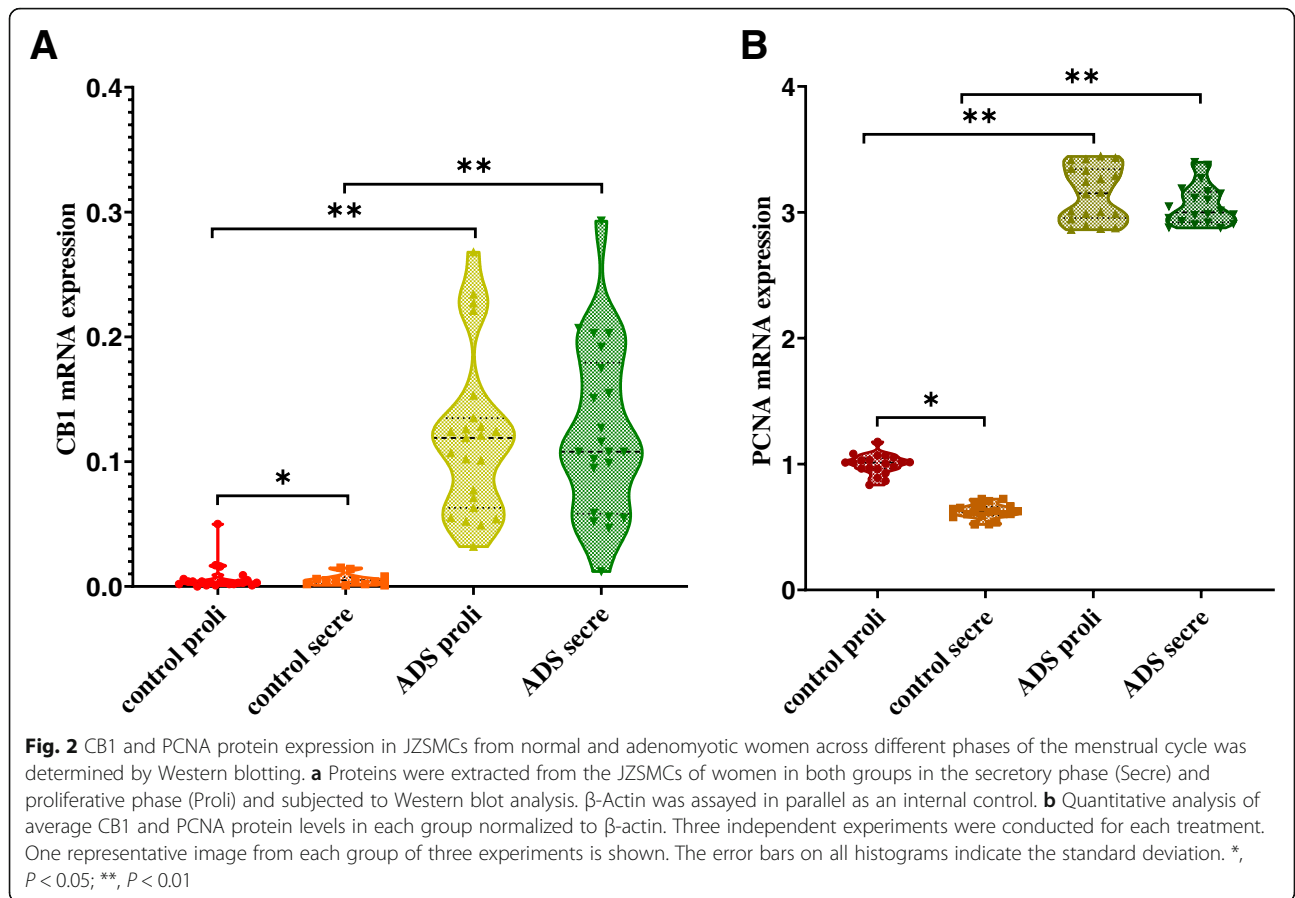 A
CB1 mRNA expression
0.4
0.3
0.2
0.1
0.0
**
**
*
control proli
control secre
ADS proli
ADS secre
B
PCNA mRNA expression
4
3
2
1
0
**
**
*
control proli
control secre
ADS proli
ADS secre
Fig. 2 CB1 and PCNA protein expression in JZSMCs from normal and adenomyotic women across different phases of the menstrual cycle was
determined by Western blotting. a Proteins were extracted from the JZSMCs of women in both groups in the secretory phase (Secre) and
proliferative phase (Proli) and subjected to Western blot analysis. β-Actin was assayed in parallel as an internal control. b Quantitative analysis of
average CB1 and PCNA protein levels in each group normalized to β-actin. Three independent experiments were conducted for each treatment.
One representative image from each group of three experiments is shown. The error bars on all histograms indicate the standard deviation. *,
P < 0.05; **, P < 0.01